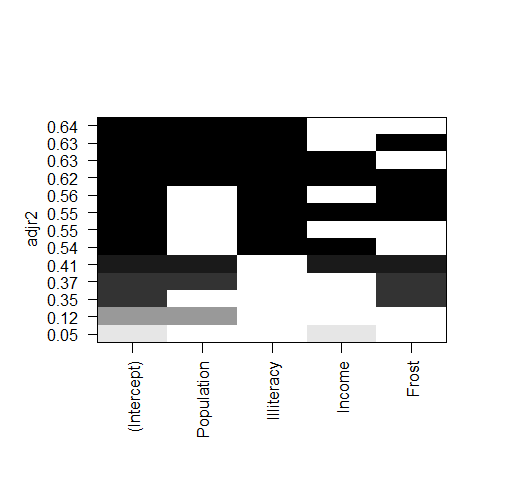 adjr2
0.64
0.63
0.63
0.62
0.56
0.55
0.55
0.54
0.41
0.37
0.35
0.12
0.05
(Intercept)
Population
Illiteracy
Income
Frost